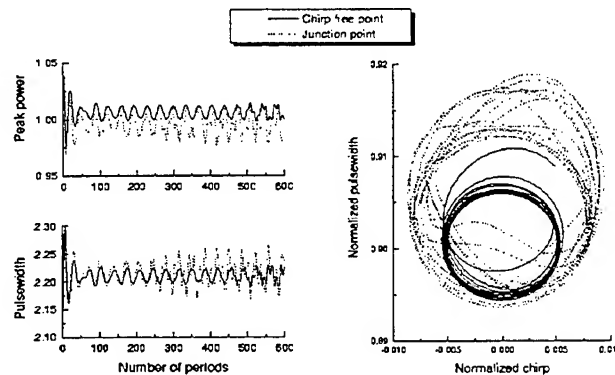 Chirp free point
Junction point
Peak power
1.05
1.00
0.95
0 100 200 300 400 500 600
Pulsewidth
2.30
2.25
2.20
2.15
2.10
0 100 200 300 400 500 600
Number of periods
Normalized pulsewidth
0.92
0.91
0.90
0.89
-0.010 -0.005 0.000 0.005 0.010
Normalized chirp